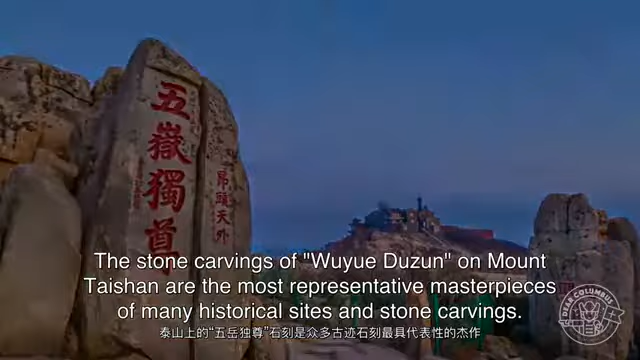 五嶽獨尊
昂頭天外
The stone carvings of "Wuyue Duzun" on Mount
Taishan are the most representative masterpieces
of many historical sites and stone carvings.
泰山上的“五岳独尊”石刻是众多古迹石刻最具代表性的杰作
DEAR COLUMBUS